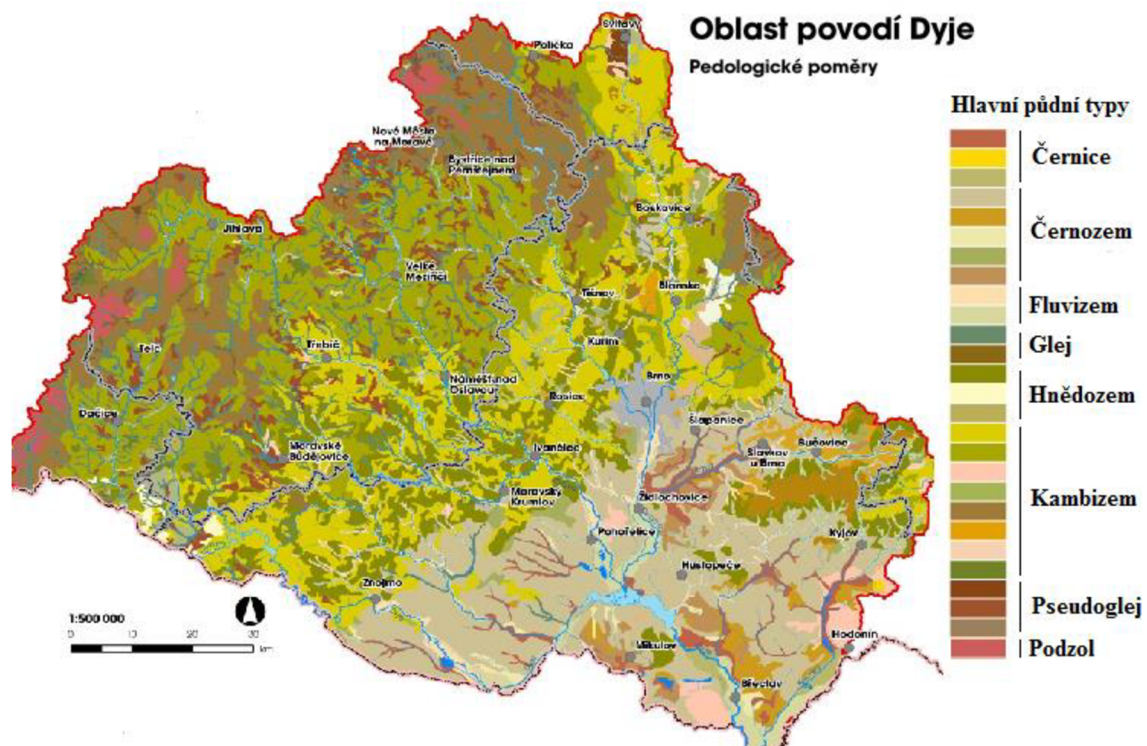 Oblast povodí Dyje
Pedologické poměry
Hlavní půdní typy
Černice
Černozem
Fluvizem
Glej
Hnědozem
Kambizem
Pseudoglej
Podzol
Svitavy
Polička
Nové Město
na Moravě
Bystřice nad
Pernštejnem
Boskovice
Jihlava
Velké
Meziříčí
Tišnov
Blansko
Kuřim
Třebíč
Telč
Náměšť nad
Oslavou
Brno
Rosice
Dačice
Šlapanice
Moravské
Budějovice
Ivančice
Slavkov
u Brna
Bučovice
Moravský
Krumlov
Židlochovice
Pohořelice
Kyjov
Hustopeče
Znojmo
Mikulov
Hodonín
Břeclav
1:500 000
0 10 20 30
km